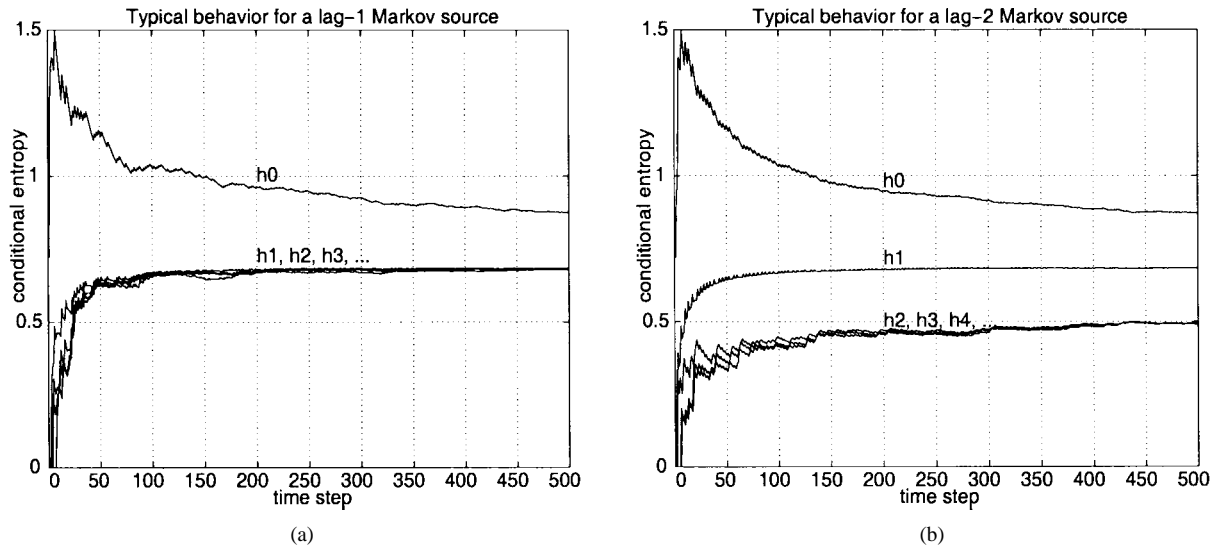 Typical behavior for a lag-1 Markov source
1.5
1
0.5
0
conditional entropy
h0
h1, h2, h3, ...
0 50 100 150 200 250 300 350 400 450 500
time step
(a)
Typical behavior for a lag-2 Markov source
1.5
1
0.5
0
conditional entropy
h0
h1
h2, h3, h4, ..
0 50 100 150 200 250 300 350 400 450 500
time step
(b)